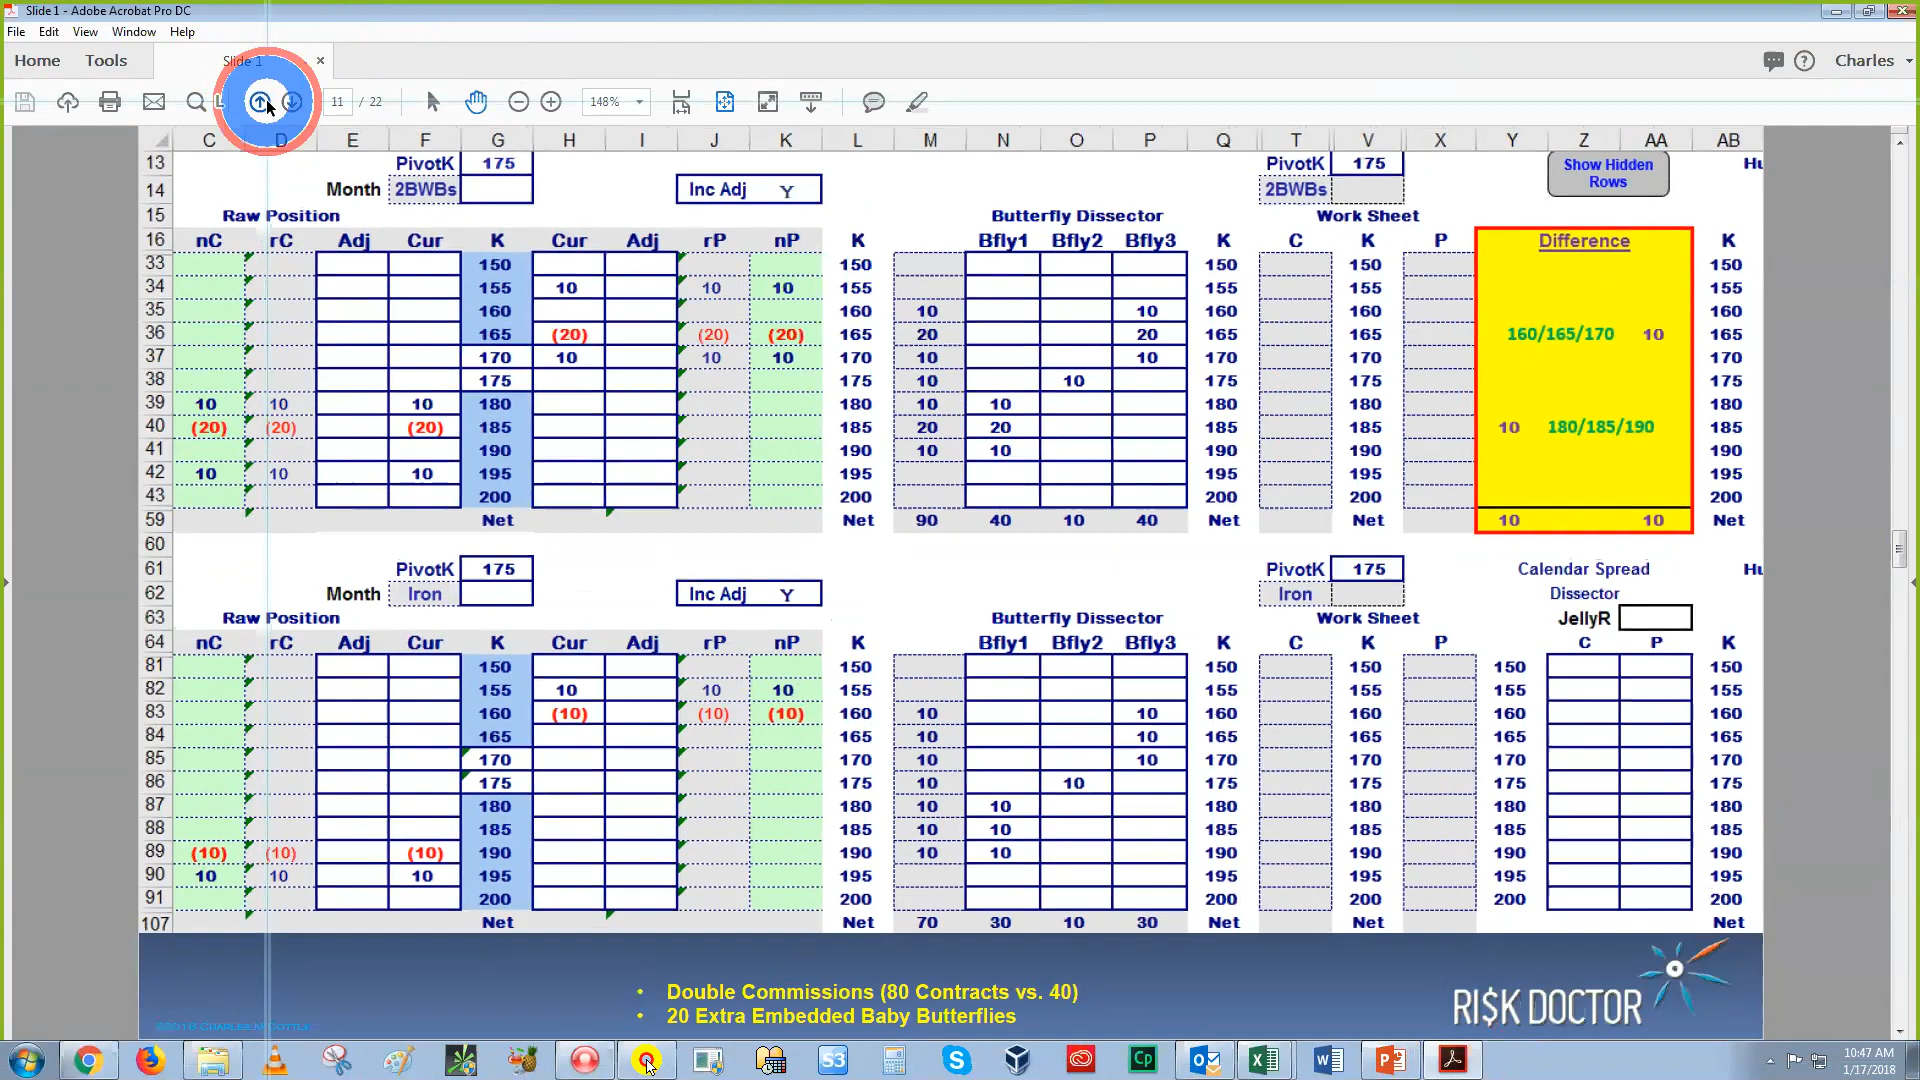 Slide 1 - Adobe Acrobat Pro DC
File Edit View Window Help
Home Tools Slide 1 × Charles
11 / 22 148%
C D E F G H I J K L M N O P Q T V X Y Z AA AB
13 PivotK 175 PivotK 175 Show Hidden Rows Hu
14 Month 2BWBs Inc Adj Y 2BWBs
15 Raw Position Butterfly Dissector Work Sheet
16 nC rC Adj Cur K Cur Adj rP nP K Bfly1 Bfly2 Bfly3 K C K P Difference K
33 150 150 150 150 150
34 155 10 10 10 155 155 155 155
35 160 160 10 10 160 160 160
36 165 (20) (20) (20) 165 20 20 165 165 160/165/170 10 165
37 170 10 10 10 170 10 10 170 170 170
38 175 175 10 10 175 175 175
39 10 10 10 180 180 10 10 180 180 180
40 (20) (20) (20) 185 185 20 20 185 185 10 180/185/190 185
41 190 190 10 10 190 190 190
42 10 10 10 195 195 195 195 195
43 200 200 200 200 200
59 Net Net 90 40 10 40 Net Net 10 10 Net
60
61 PivotK 175 PivotK 175 Calendar Spread Hu
62 Month Iron Inc Adj Y Iron Dissector
63 Raw Position Butterfly Dissector Work Sheet JellyR
64 nC rC Adj Cur K Cur Adj rP nP K Bfly1 Bfly2 Bfly3 K C K P C P K
81 150 150 150 150 150 150
82 155 10 10 10 155 155 155 155 155
83 160 (10) (10) (10) 160 10 10 160 160 160 160
84 165 165 10 10 165 165 165 165
85 170 170 10 10 170 170 170 170
86 175 175 10 10 175 175 175 175
87 180 180 10 10 180 180 180 180
88 185 185 10 10 185 185 185 185
89 (10) (10) (10) 190 190 10 10 190 190 190 190
90 10 10 10 195 195 195 195 195 195
91 200 200 200 200 200 200
107 Net Net 70 30 10 30 Net Net Net
• Double Commissions (80 Contracts vs. 40)
• 20 Extra Embedded Baby Butterflies
RI$K DOCTOR
S3 Cp
10:47 AM
1/17/2018